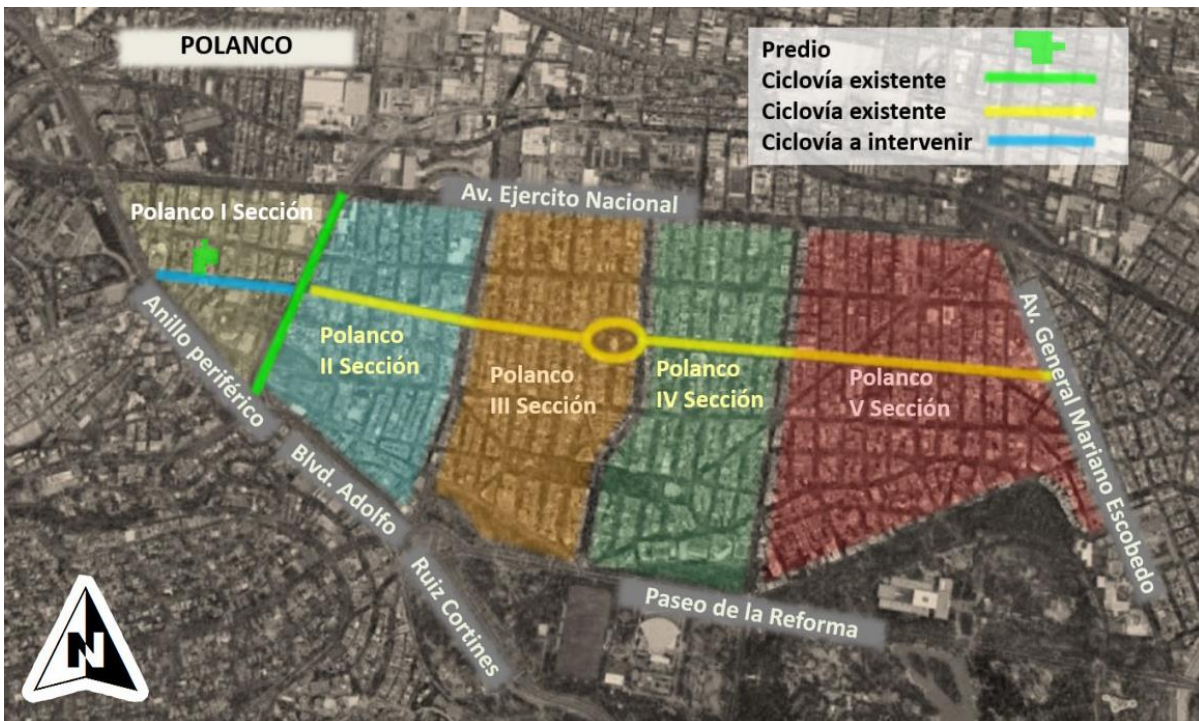 POLANCO
Predio
Ciclovía existente
Ciclovía existente
Ciclovía a intervenir
Av. Ejercito Nacional
Polanco I Sección
Polanco
II Sección
Polanco
III Sección
Polanco
IV Sección
Polanco
V Sección
Anillo periférico
Blvd. Adolfo
Ruiz Cortines
Av. General Mariano Escobedo
Paseo de la Reforma
N